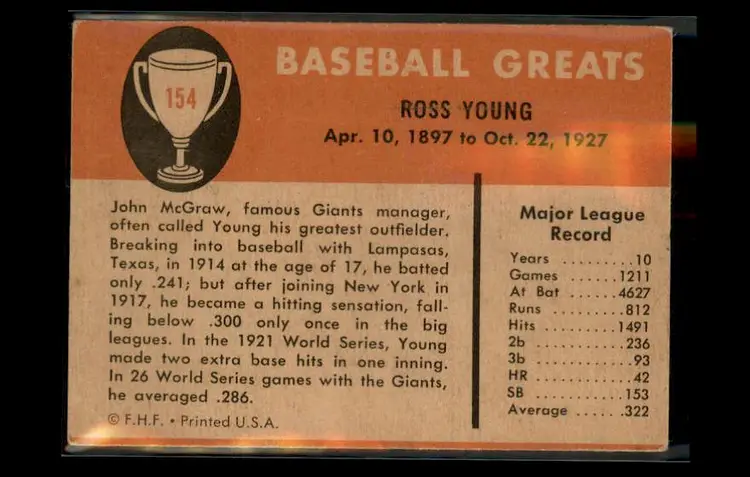 154
BASEBALL GREATS
ROSS YOUNG
Apr. 10, 1897 to Oct. 22, 1927
John McGraw, famous Giants manager,
often called Young his greatest outfielder.
Breaking into baseball with Lampasas,
Texas, in 1914 at the age of 17, he batted
only .241; but after joining New York in
1917, he became a hitting sensation, fall-
ing below .300 only once in the big
leagues. In the 1921 World Series, Young
made two extra base hits in one inning.
In 26 World Series games with the Giants,
he averaged .286.
© F.H.F. • Printed U.S.A.
Major League
Record
Years .........10
Games ......1211
At Bat ......4627
Runs ........812
Hits ........1491
2b ..........236
3b ...........93
HR ..........42
SB ..........153
Average ......322